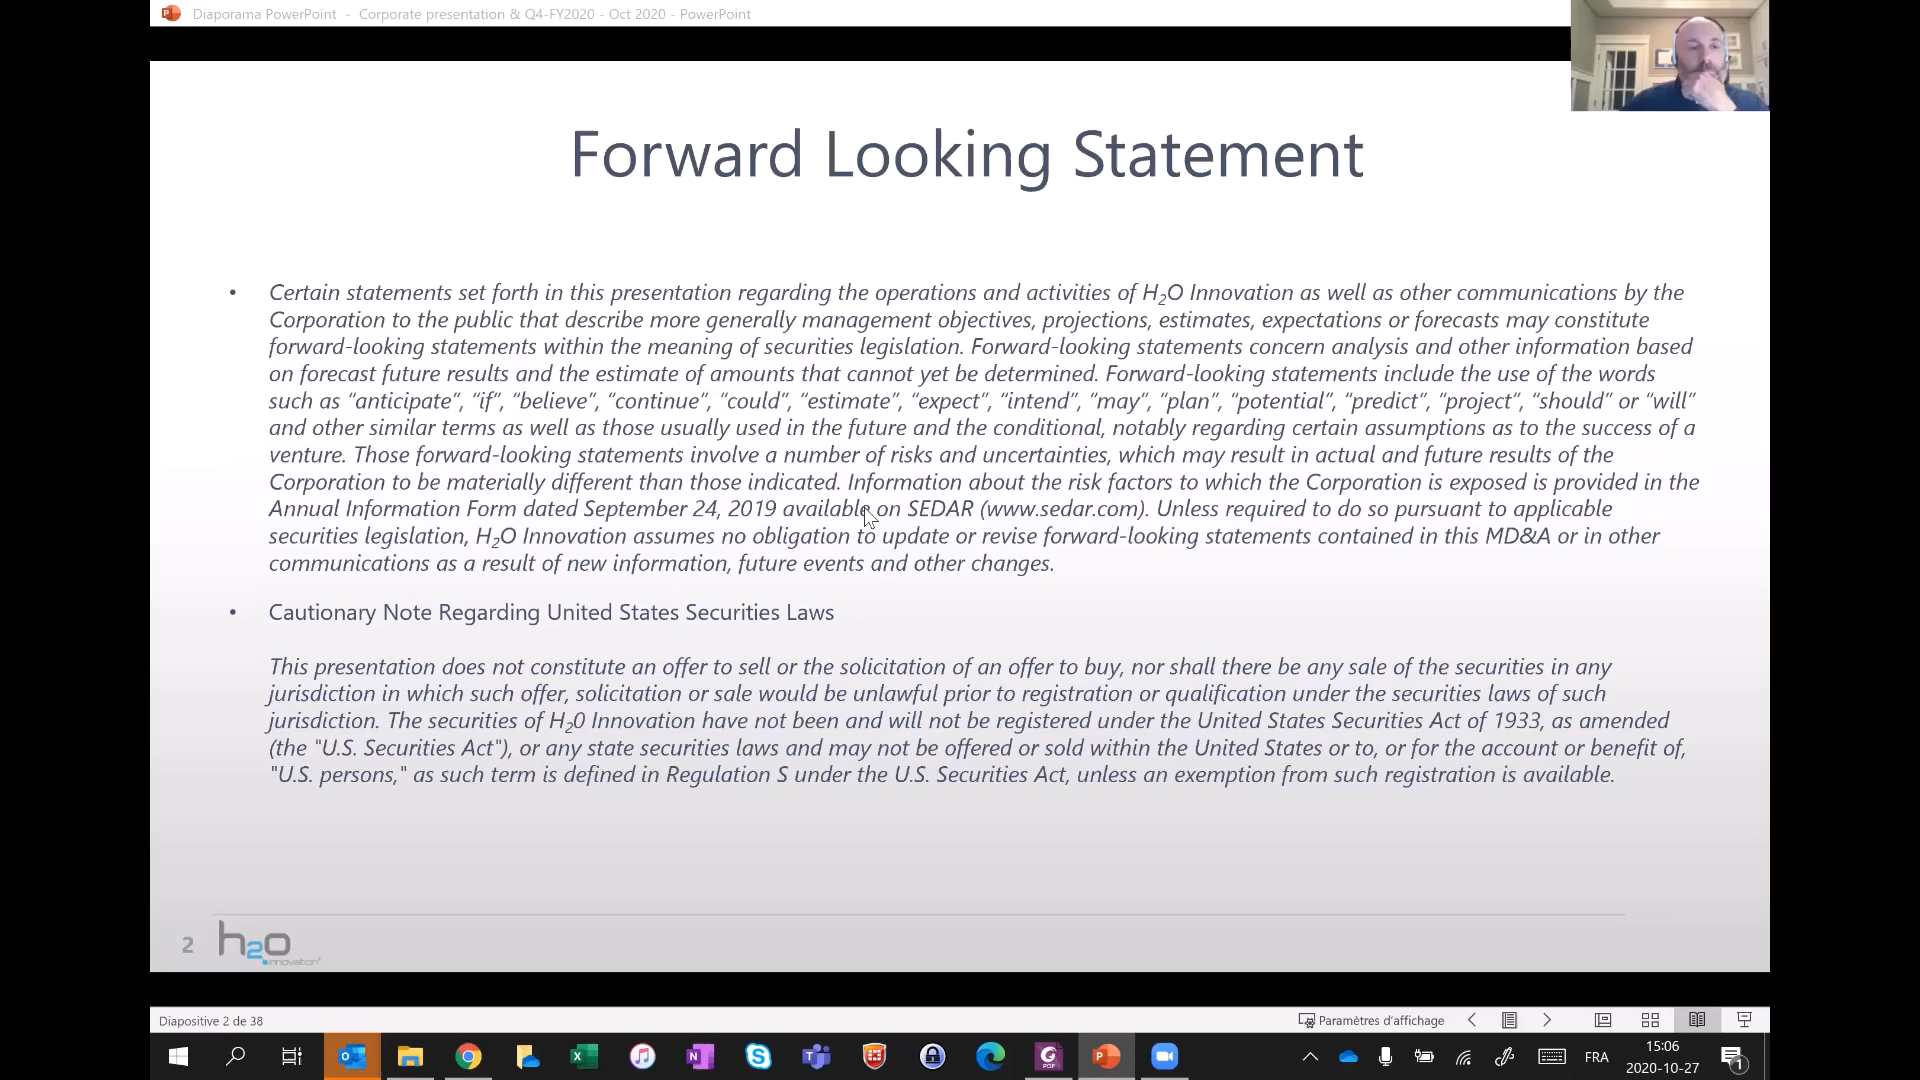 Diaporama PowerPoint - Corporate presentation & Q4-FY2020 - Oct 2020 - PowerPoint
Forward Looking Statement
• Certain statements set forth in this presentation regarding the operations and activities of H₂O Innovation as well as other communications by the
Corporation to the public that describe more generally management objectives, projections, estimates, expectations or forecasts may constitute
forward-looking statements within the meaning of securities legislation. Forward-looking statements concern analysis and other information based
on forecast future results and the estimate of amounts that cannot yet be determined. Forward-looking statements include the use of the words
such as “anticipate”, “if”, “believe”, “continue”, “could”, “estimate”, “expect”, “intend”, “may”, “plan”, “potential”, “predict”, “project”, “should” or “will”
and other similar terms as well as those usually used in the future and the conditional, notably regarding certain assumptions as to the success of a
venture. Those forward-looking statements involve a number of risks and uncertainties, which may result in actual and future results of the
Corporation to be materially different than those indicated. Information about the risk factors to which the Corporation is exposed is provided in the
Annual Information Form dated September 24, 2019 available on SEDAR (www.sedar.com). Unless required to do so pursuant to applicable
securities legislation, H₂O Innovation assumes no obligation to update or revise forward-looking statements contained in this MD&A or in other
communications as a result of new information, future events and other changes.
• Cautionary Note Regarding United States Securities Laws
This presentation does not constitute an offer to sell or the solicitation of an offer to buy, nor shall there be any sale of the securities in any
jurisdiction in which such offer, solicitation or sale would be unlawful prior to registration or qualification under the securities laws of such
jurisdiction. The securities of H₂0 Innovation have not been and will not be registered under the United States Securities Act of 1933, as amended
(the "U.S. Securities Act"), or any state securities laws and may not be offered or sold within the United States or to, or for the account or benefit of,
"U.S. persons," as such term is defined in Regulation S under the U.S. Securities Act, unless an exemption from such registration is available.
2
h2o
innovation
Diapositive 2 de 38
Paramètres d'affichage
FRA
15:06
2020-10-27
1